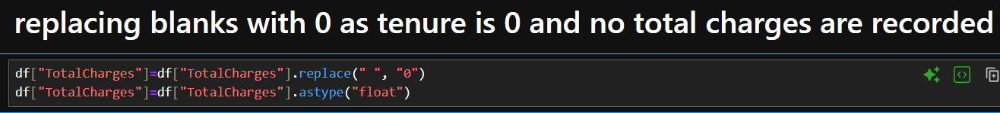 replacing blanks with 0 as tenure is 0 and no total charges are recorded
df["TotalCharges"]=df["TotalCharges"].replace(" ", "0")
df["TotalCharges"]=df["TotalCharges"].astype("float")